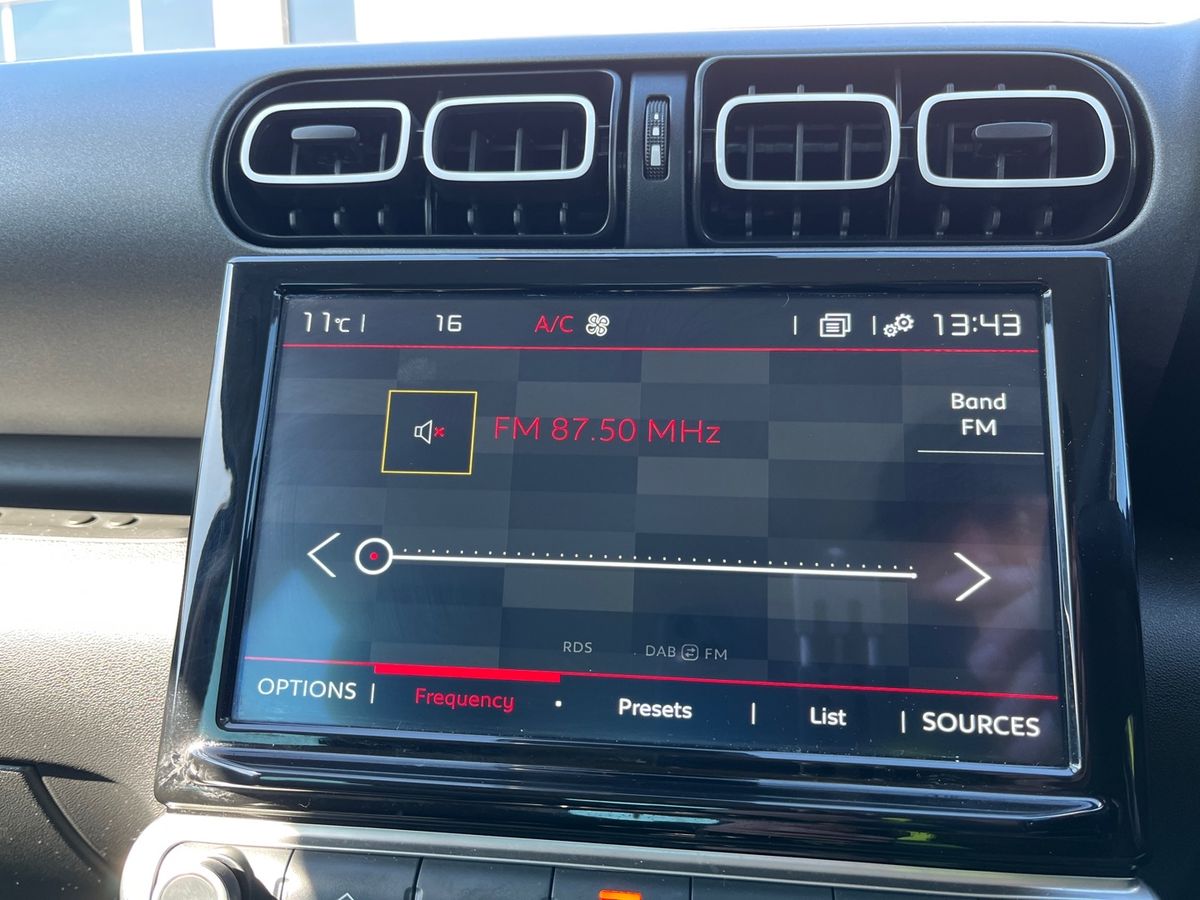 11°C | 16 A/C | | 13:43
FM 87.50 MHz
Band
FM
RDS DAB FM
OPTIONS | Frequency · Presets | List | SOURCES